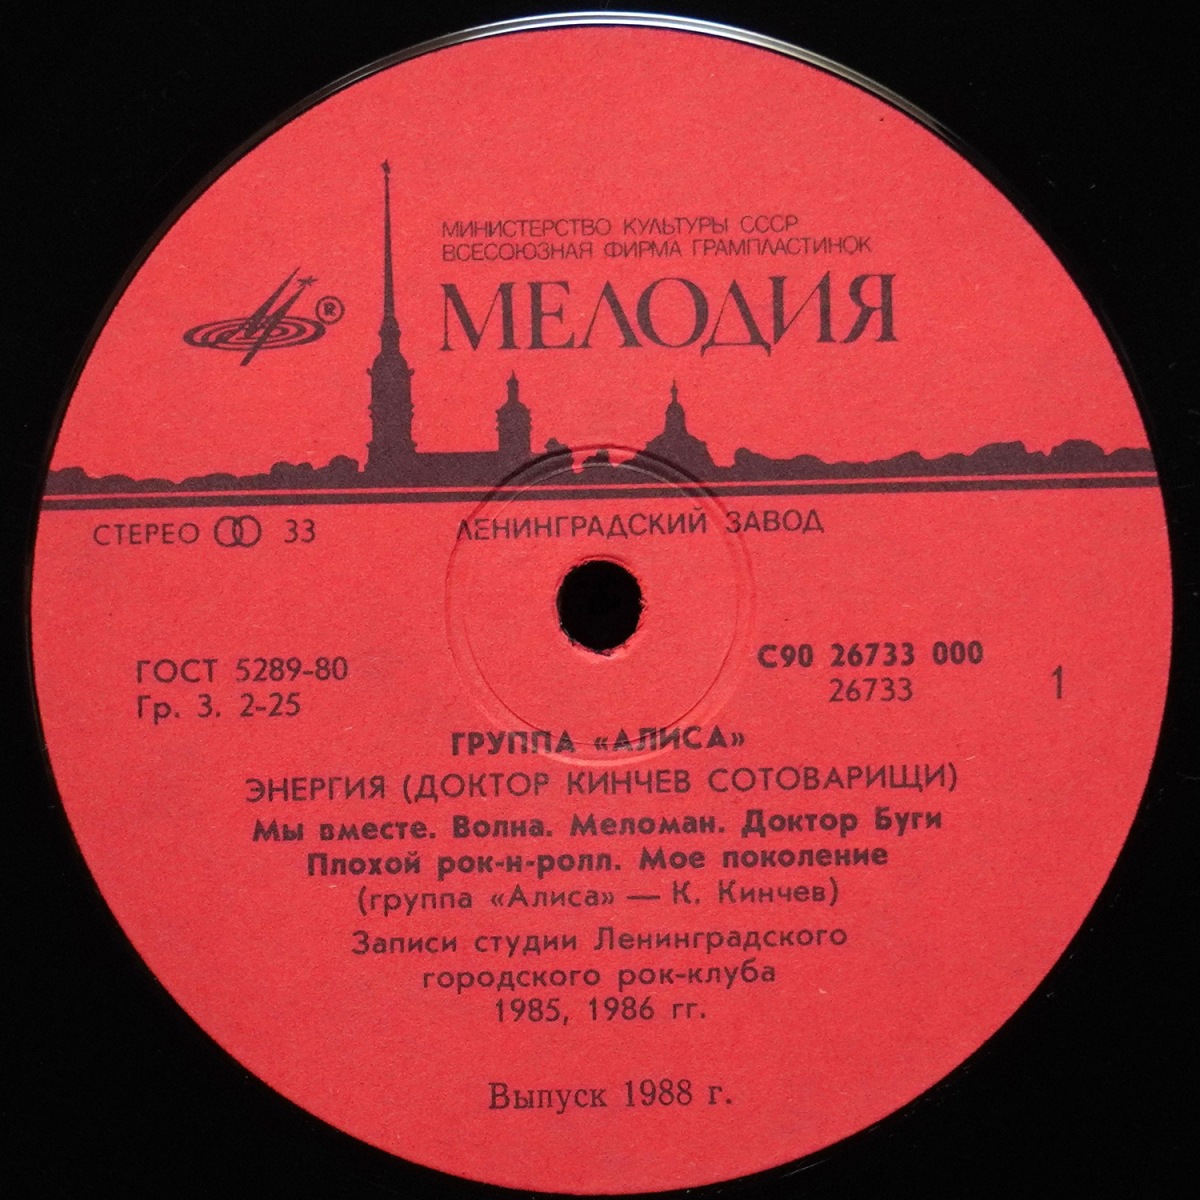 МИНИСТЕРСТВО КУЛЬТУРЫ СССР
ВСЕСОЮЗНАЯ ФИРМА ГРАМПЛАСТИНОК
МЕЛОДИЯ
®
СТЕРЕО 33
ЛЕНИНГРАДСКИЙ ЗАВОД
ГОСТ 5289-80
Гр. 3. 2-25
С90 26733 000
26733
1
ГРУППА «АЛИСА»
ЭНЕРГИЯ (ДОКТОР КИНЧЕВ СОТОВАРИЩИ)
Мы вместе. Волна. Меломан. Доктор Буги
Плохой рок-н-ролл. Мое поколение
(группа «Алиса» — К. Кинчев)
Записи студии Ленинградского
городского рок-клуба
1985, 1986 гг.
Выпуск 1988 г.